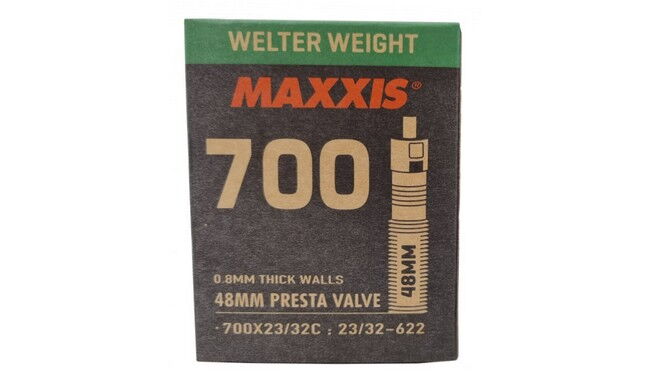 WELTER WEIGHT
MAXXIS®
700
48MM
0.8MM THICK WALLS
48MM PRESTA VALVE
·700X23/32C : 23/32-622